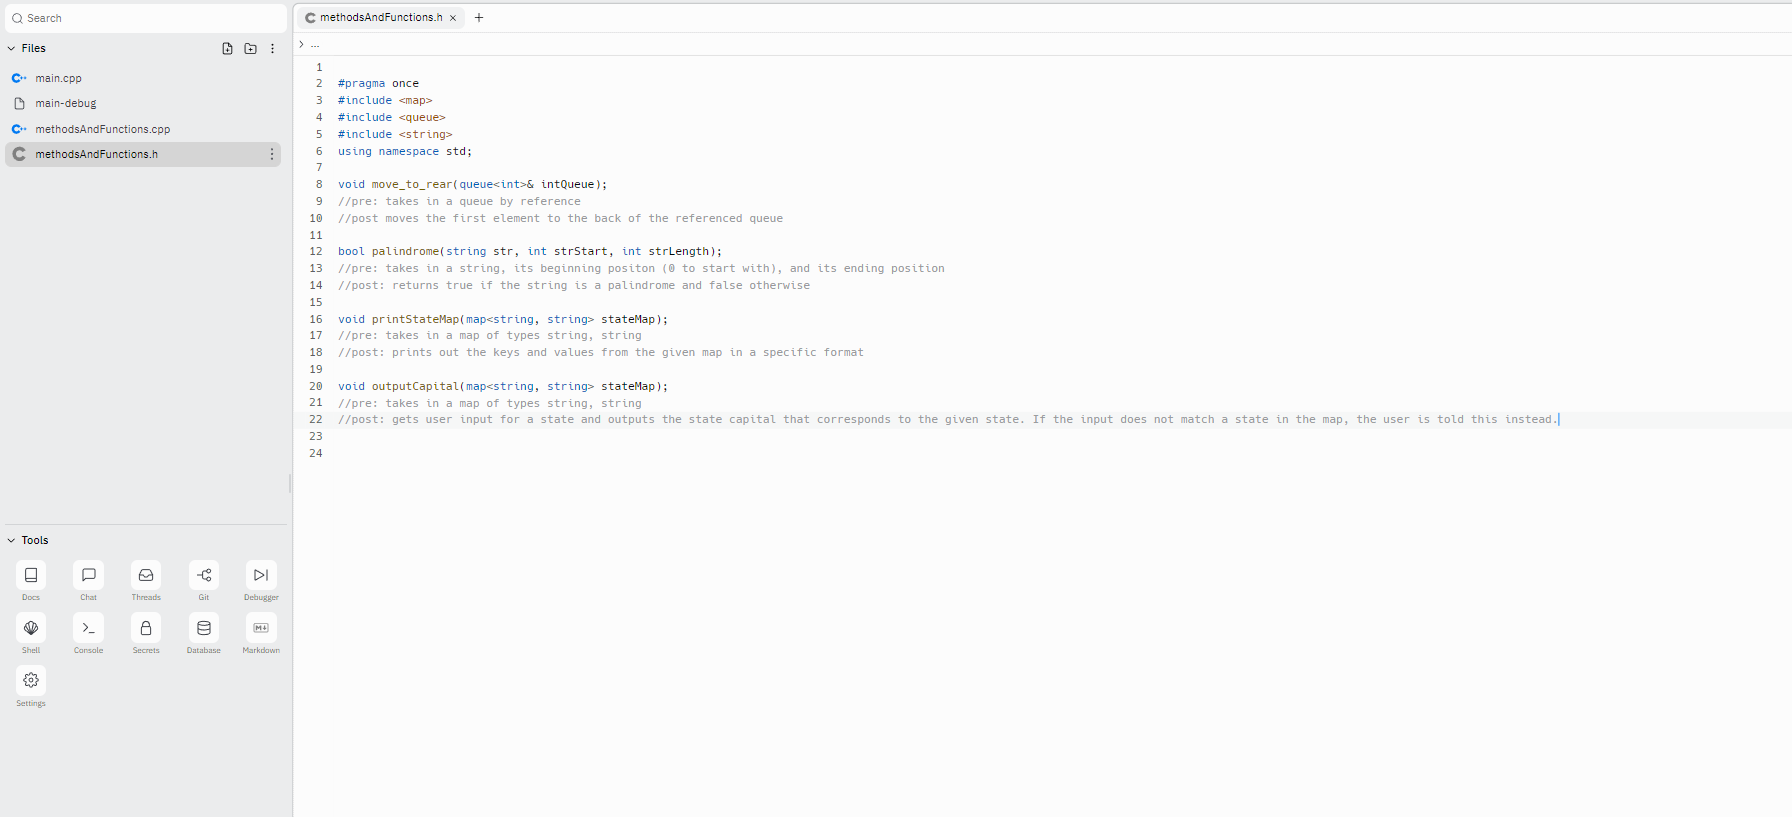 Search
Files
main.cpp
main-debug
methodsAndFunctions.cpp
methodsAndFunctions.h
Tools
Docs Chat Threads Git Debugger
Shell Console Secrets Database Markdown
Settings
methodsAndFunctions.h × +
> ...
1
2 #pragma once
3 #include <map>
4 #include <queue>
5 #include <string>
6 using namespace std;
7
8 void move_to_rear(queue<int>& intQueue);
9 //pre: takes in a queue by reference
10 //post moves the first element to the back of the referenced queue
11
12 bool palindrome(string str, int strStart, int strLength);
13 //pre: takes in a string, its beginning positon (0 to start with), and its ending position
14 //post: returns true if the string is a palindrome and false otherwise
15
16 void printStateMap(map<string, string> stateMap);
17 //pre: takes in a map of types string, string
18 //post: prints out the keys and values from the given map in a specific format
19
20 void outputCapital(map<string, string> stateMap);
21 //pre: takes in a map of types string, string
22 //post: gets user input for a state and outputs the state capital that corresponds to the given state. If the input does not match a state in the map, the user is told this instead.
23
24